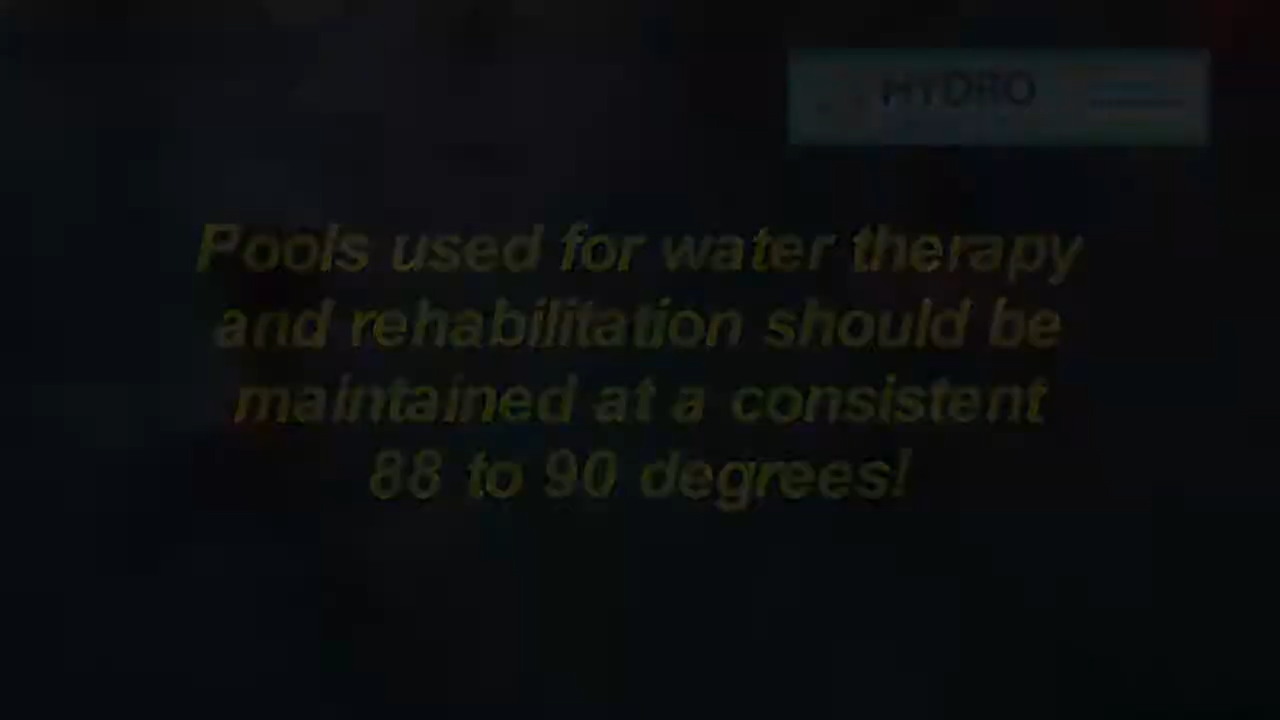 HYDRO
Pools used for water therapy
and rehabilitation should be
maintained at a consistent
88 to 90 degrees!